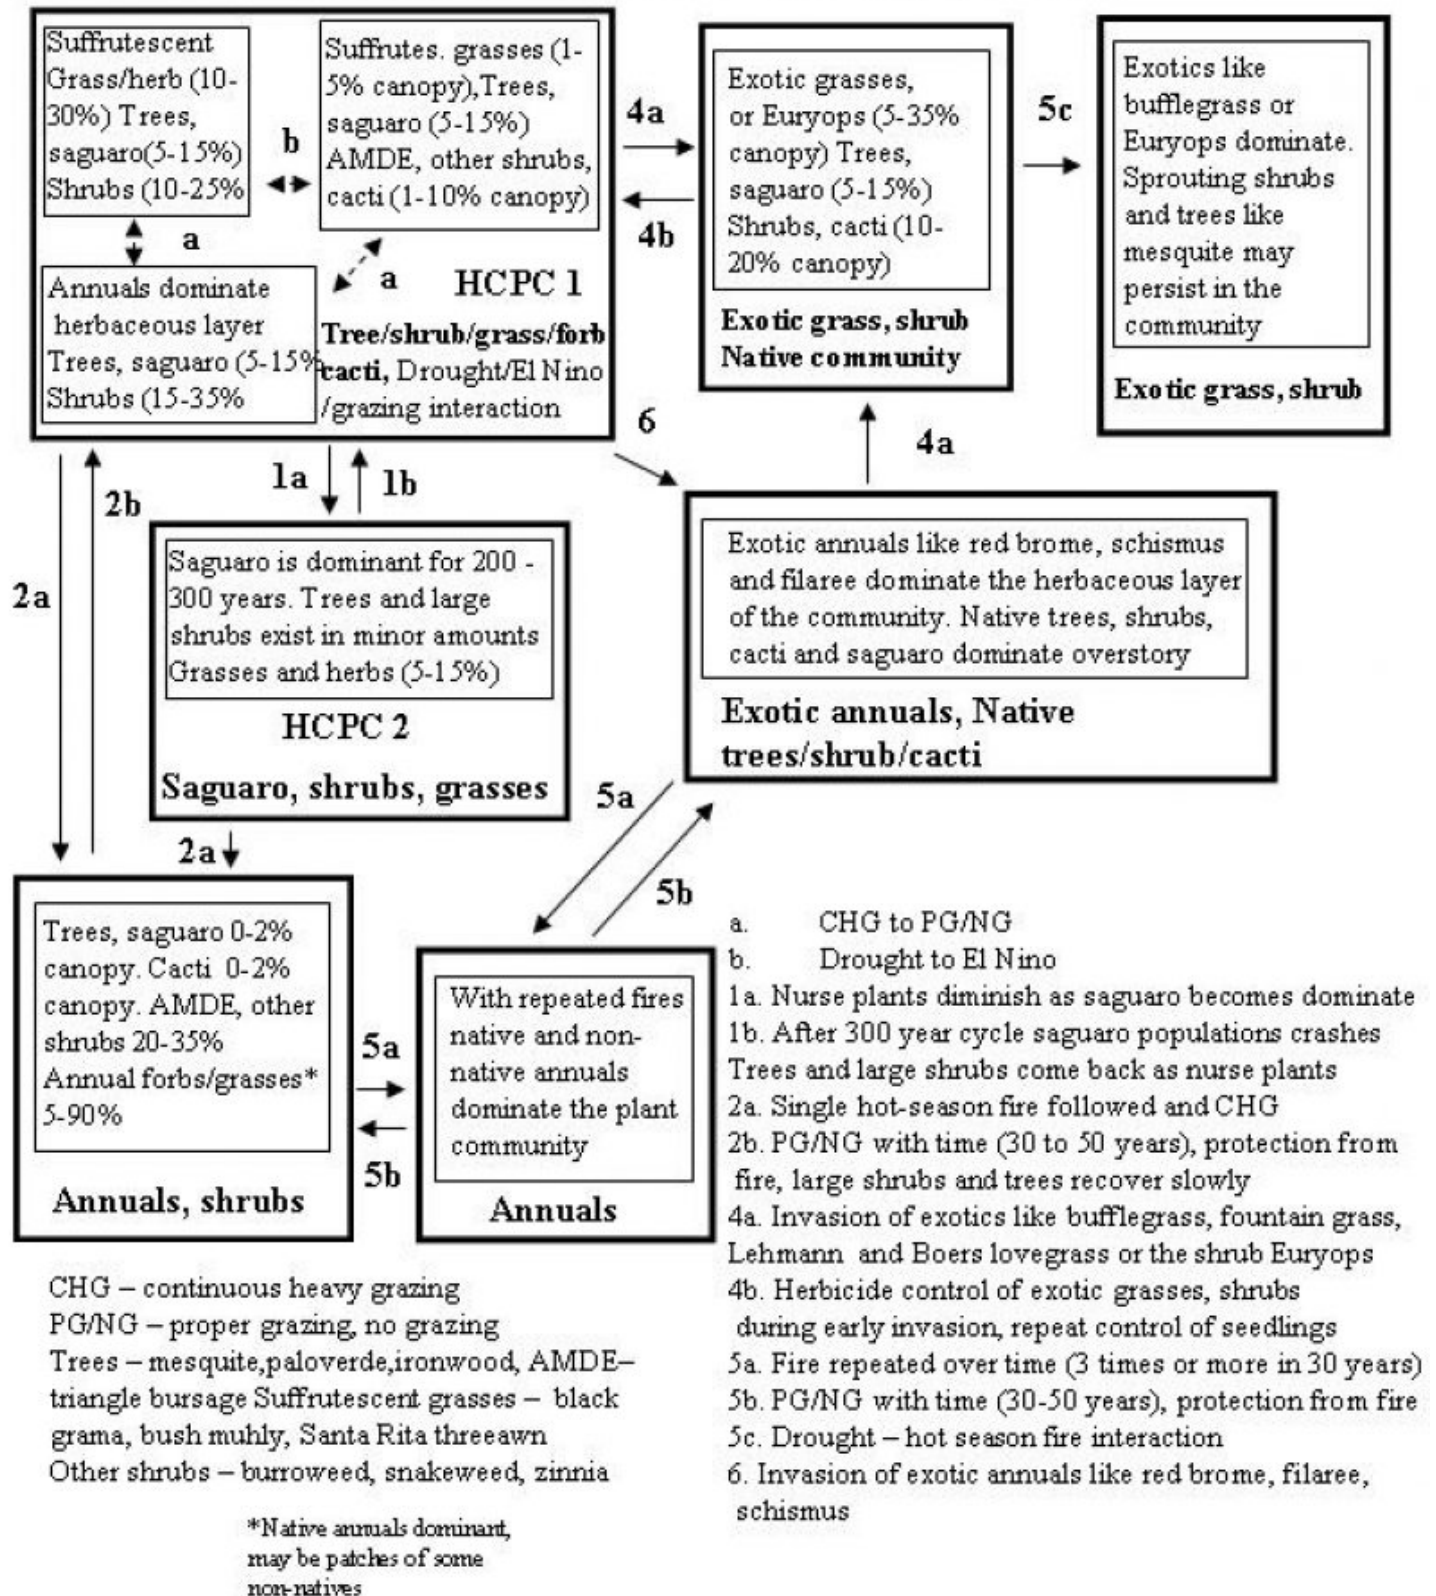 Suffrutescent
Grass/herb (10-
30%) Trees,
saguaro(5-15%)
Shrubs (10-25%
b
Suffrutes. grasses (1-
5% canopy),Trees,
saguaro (5-15%)
AMDE, other shrubs,
cacti (1-10% canopy)
a
a
HCPC 1
Annuals dominate
herbaceous layer
Trees, saguaro (5-15%
Shrubs (15-35%
Tree/shrub/grass/forb
cacti, Drought/El Nino
/grazing interaction
4a
4b
Exotic grasses,
or Euryops (5-35%
canopy) Trees,
saguaro (5-15%)
Shrubs, cacti (10-
20% canopy)
Exotic grass, shrub
Native community
5c
Exotics like
bufflegrass or
Euryops dominate.
Sprouting shrubs
and trees like
mesquite may
persist in the
community
Exotic grass, shrub
6
4a
1a
1b
2b
2a
Saguaro is dominant for 200 -
300 years. Trees and large
shrubs exist in minor amounts
Grasses and herbs (5-15%)
HCPC 2
Saguaro, shrubs, grasses
Exotic annuals like red brome, schismus
and filaree dominate the herbaceous layer
of the community. Native trees, shrubs,
cacti and saguaro dominate overstory
Exotic annuals, Native
trees/shrub/cacti
5a
5b
2a
Trees, saguaro 0-2%
canopy. Cacti 0-2%
canopy. AMDE, other
shrubs 20-35%
Annual forbs/grasses*
5-90%
Annuals, shrubs
5a
5b
With repeated fires
native and non-
native annuals
dominate the plant
community
Annuals
a. CHG to PG/NG
b. Drought to El Nino
1a. Nurse plants diminish as saguaro becomes dominate
1b. After 300 year cycle saguaro populations crashes
Trees and large shrubs come back as nurse plants
2a. Single hot-season fire followed and CHG
2b. PG/NG with time (30 to 50 years), protection from
fire, large shrubs and trees recover slowly
4a. Invasion of exotics like bufflegrass, fountain grass,
Lehmann and Boers lovegrass or the shrub Euryops
4b. Herbicide control of exotic grasses, shrubs
during early invasion, repeat control of seedlings
5a. Fire repeated over time (3 times or more in 30 years)
5b. PG/NG with time (30-50 years), protection from fire
5c. Drought – hot season fire interaction
6. Invasion of exotic annuals like red brome, filaree,
schismus
CHG – continuous heavy grazing
PG/NG – proper grazing, no grazing
Trees – mesquite,paloverde,ironwood, AMDE–
triangle bursage Suffrutescent grasses – black
grama, bush muhly, Santa Rita threeawn
Other shrubs – burroweed, snakeweed, zinnia
*Native annuals dominant,
may be patches of some
non-natives